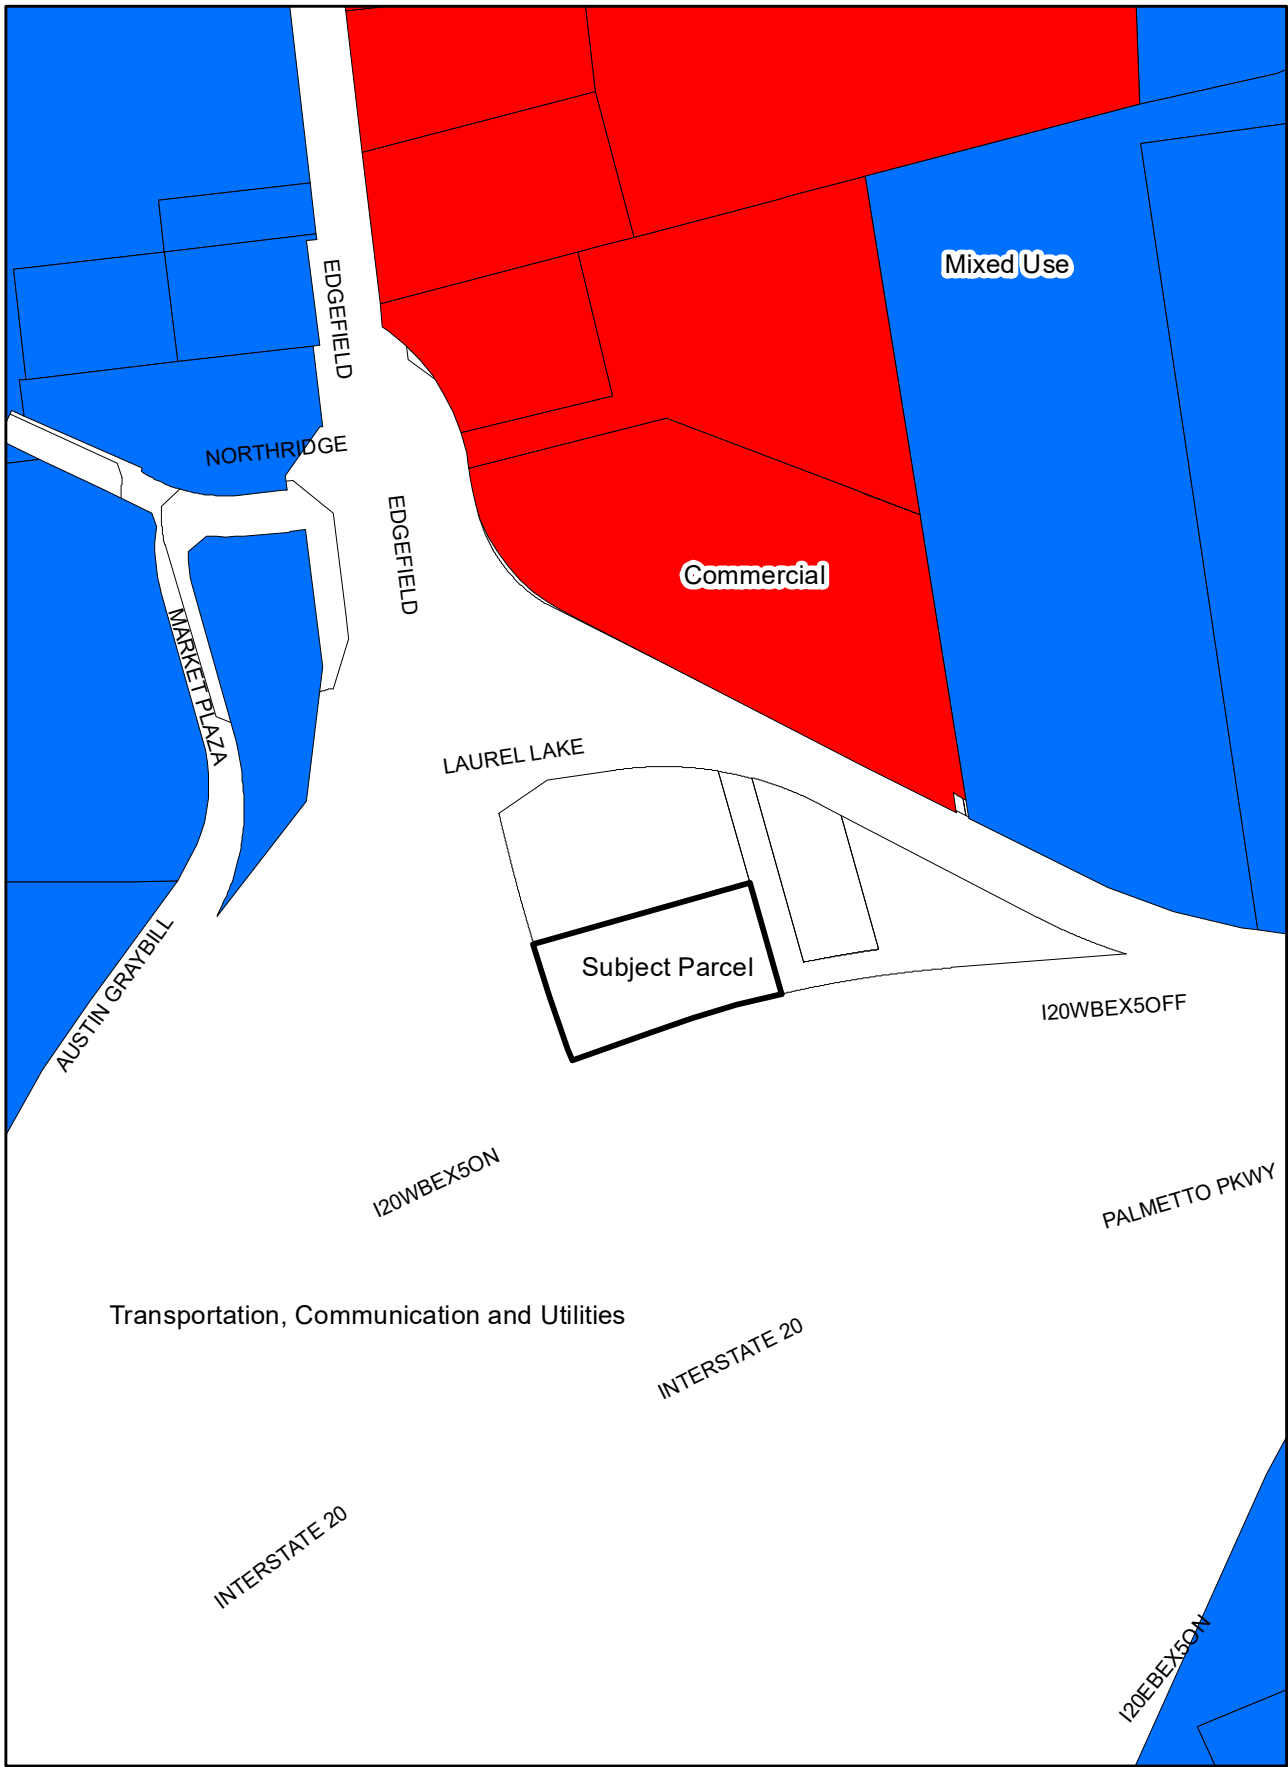 Mixed Use
EDGEFIELD
NORTHRIDGE
EDGEFIELD
Commercial
MARKET PLAZA
LAUREL LAKE
Subject Parcel
AUSTIN GRAYBILL
I20WBEX5OFF
I20WBEX5ON
PALMETTO PKWY
Transportation, Communication and Utilities
INTERSTATE 20
INTERSTATE 20
I20EBEX5ON